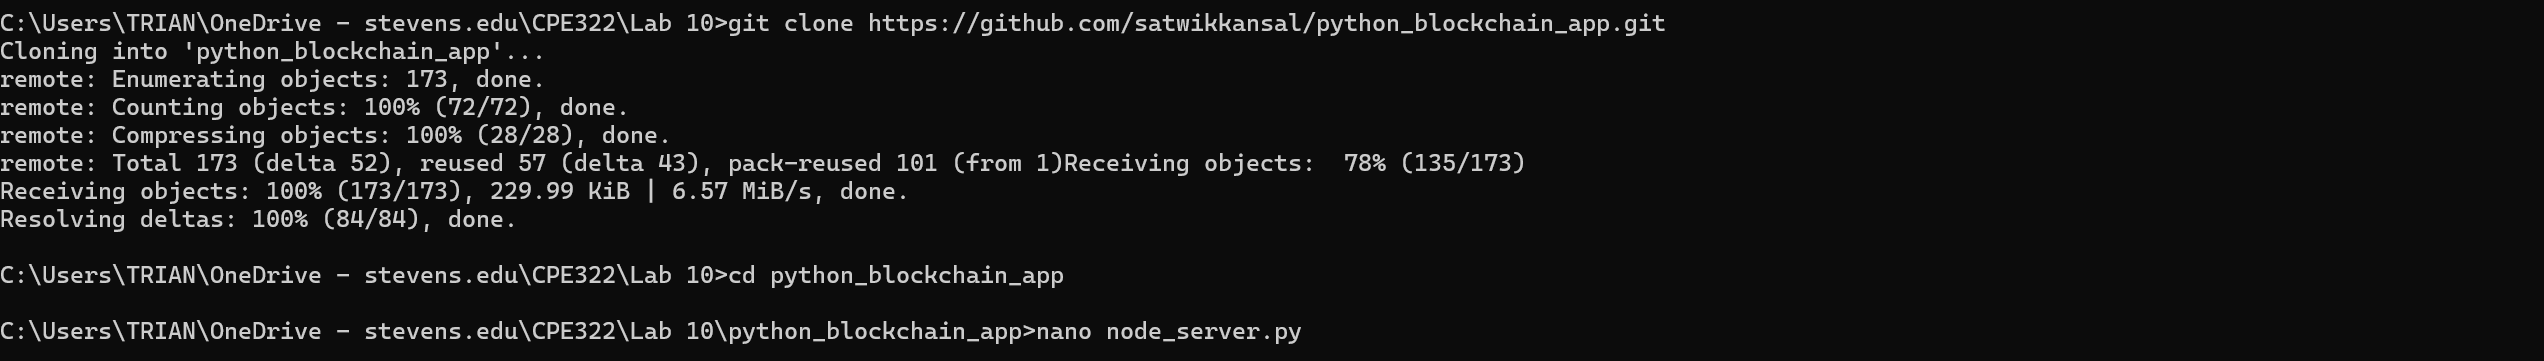 C:\Users\TRIAN\OneDrive - stevens.edu\CPE322\Lab 10>git clone https://github.com/satwikkansal/python_blockchain_app.git
Cloning into 'python_blockchain_app'...
remote: Enumerating objects: 173, done.
remote: Counting objects: 100% (72/72), done.
remote: Compressing objects: 100% (28/28), done.
remote: Total 173 (delta 52), reused 57 (delta 43), pack-reused 101 (from 1)Receiving objects:  78% (135/173)
Receiving objects: 100% (173/173), 229.99 KiB | 6.57 MiB/s, done.
Resolving deltas: 100% (84/84), done.
C:\Users\TRIAN\OneDrive - stevens.edu\CPE322\Lab 10>cd python_blockchain_app
C:\Users\TRIAN\OneDrive - stevens.edu\CPE322\Lab 10\python_blockchain_app>nano node_server.py